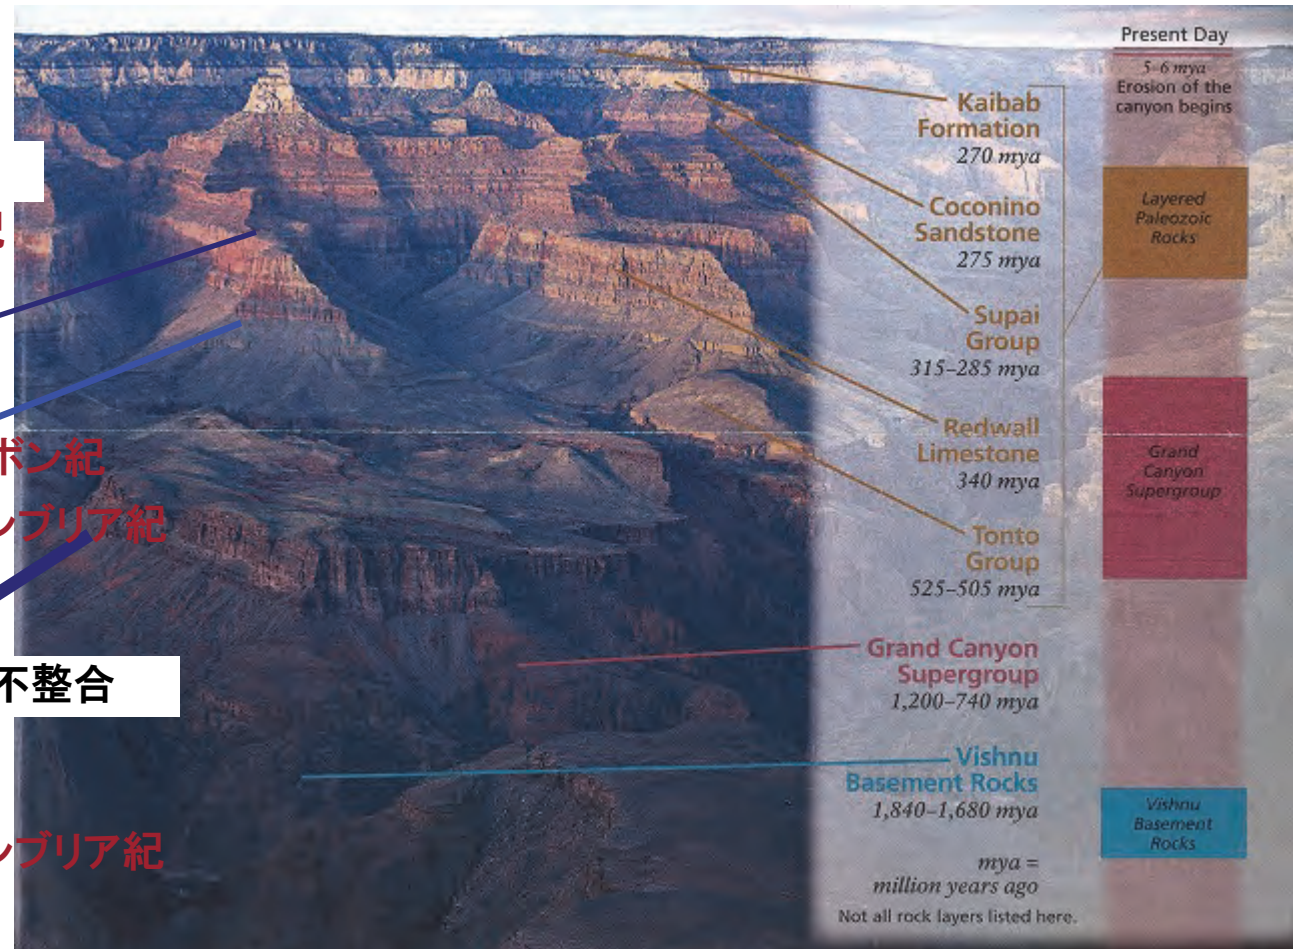 Present Day
5–6 mya
Erosion of the
canyon begins
Kaibab
Formation
270 mya
Coconino
Sandstone
275 mya
Supai
Group
315–285 mya
Redwall
Limestone
340 mya
Tonto
Group
525–505 mya
Grand Canyon
Supergroup
1,200–740 mya
Vishnu
Basement Rocks
1,840–1,680 mya
mya =
million years ago
Not all rock layers listed here.
Layered
Paleozoic
Rocks
Grand
Canyon
Supergroup
Vishnu
Basement
Rocks
紀
ボン紀
ンブリア紀
不整合
ンブリア紀